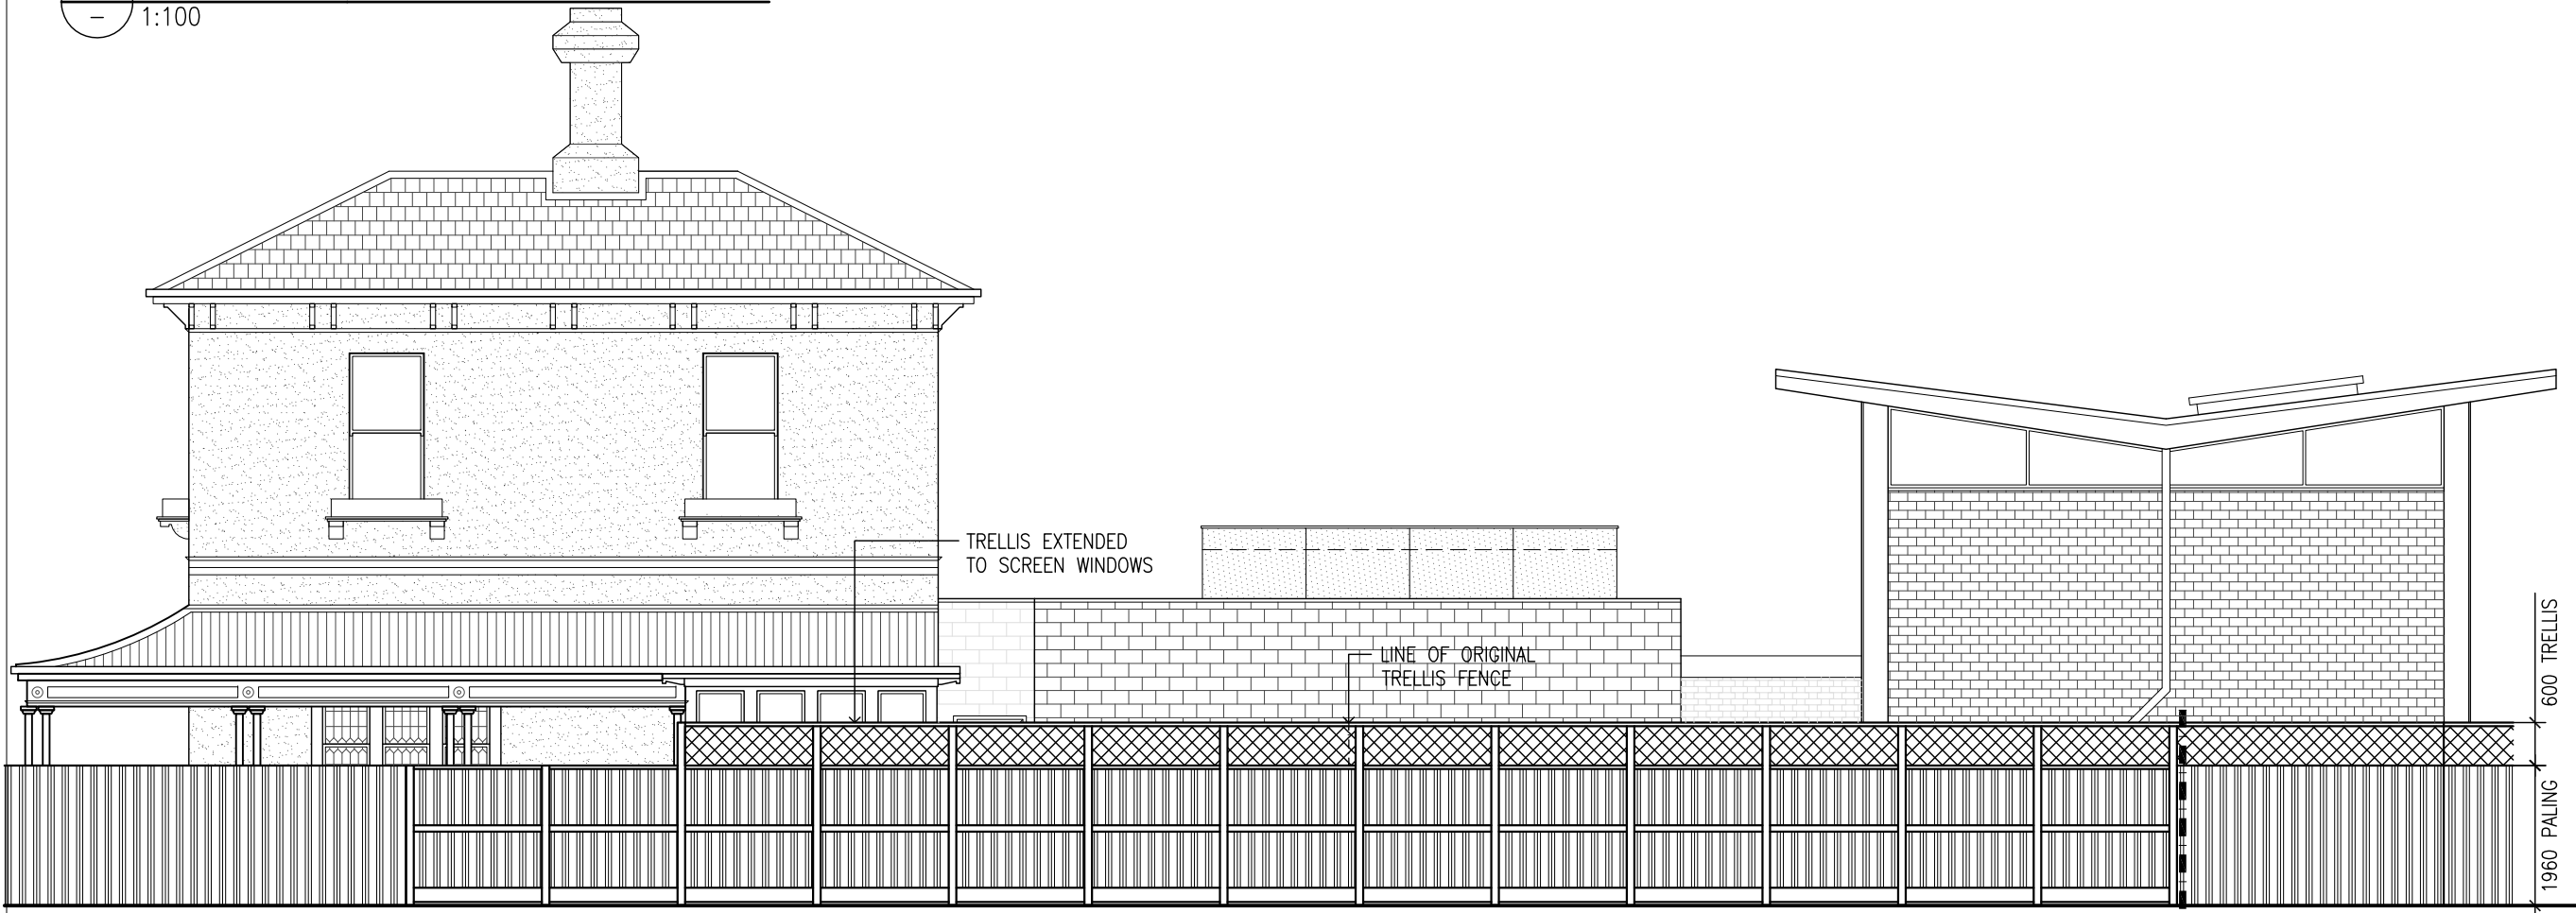 –
1:100
TRELLIS EXTENDED
TO SCREEN WINDOWS
LINE OF ORIGINAL
TRELLIS FENCE
600 TRELLIS
1960 PALING